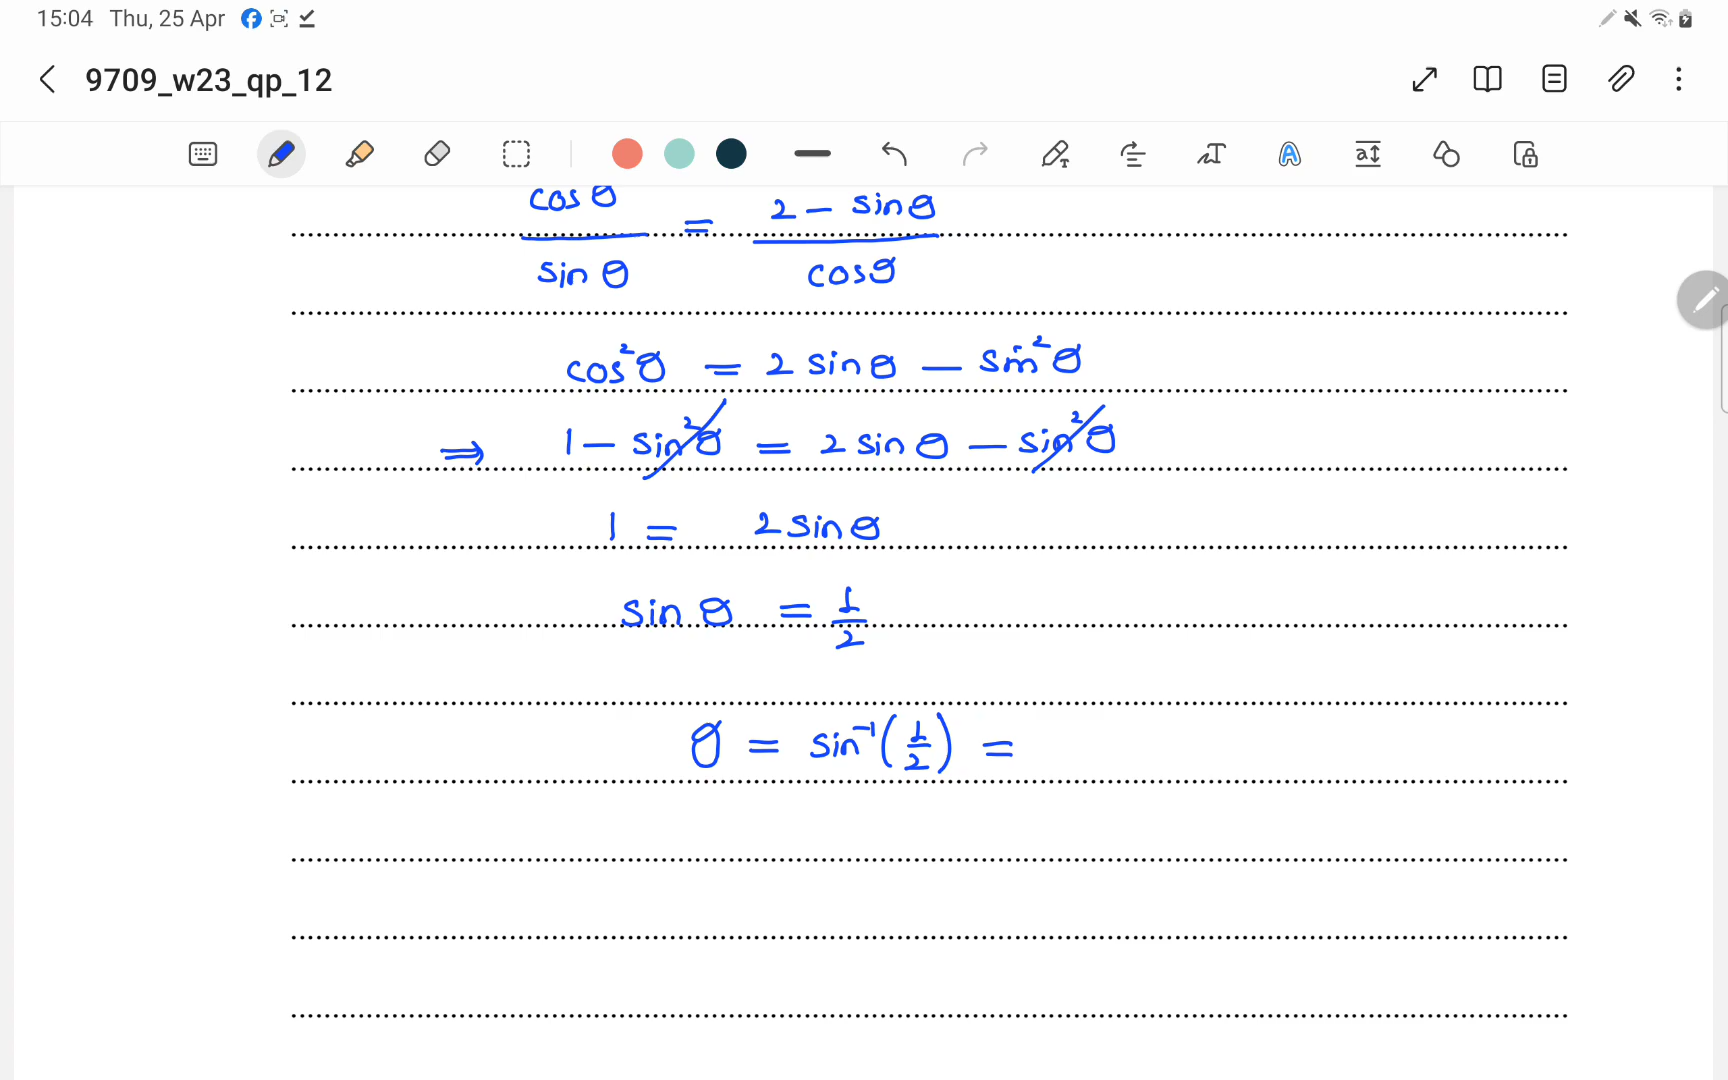 15:04 Thu, 25 Apr
9709_w23_qp_12
cos θ / sin θ = 2 − sin θ / cos θ
cos²θ = 2 sin θ − sin²θ
⇒ 1 − sin²θ = 2 sin θ − sin²θ
1 = 2 sin θ
sin θ = 1/2
θ = sin⁻¹(1/2) =